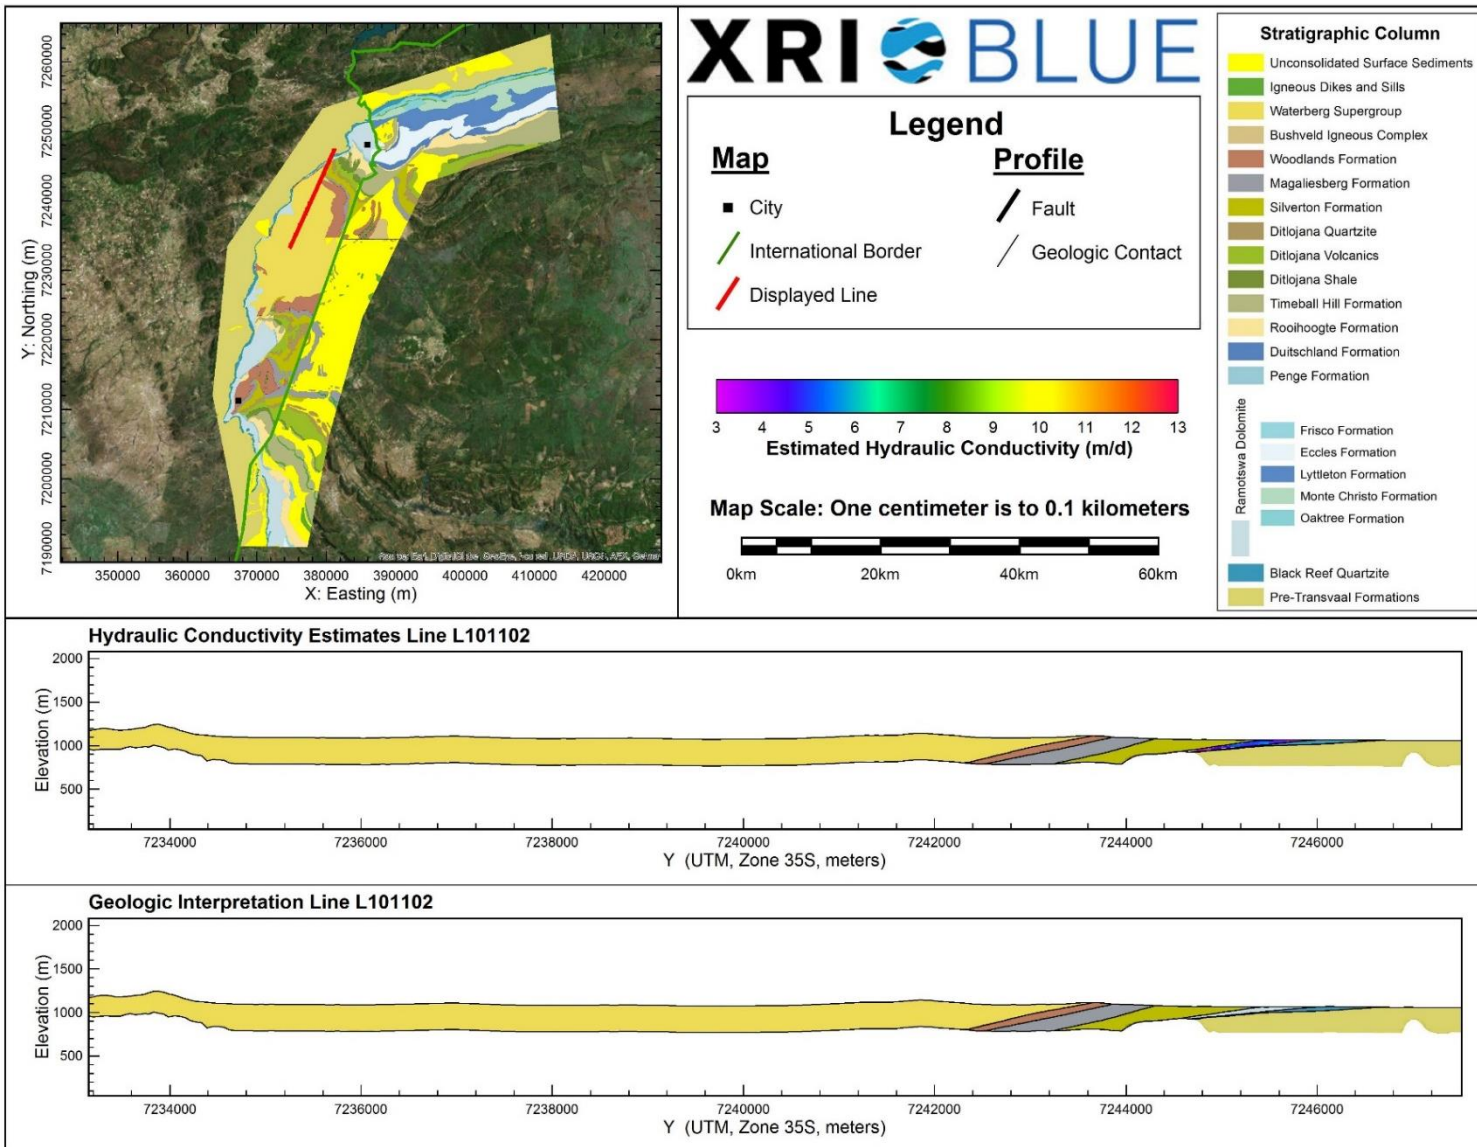 XRI BLUE
Legend
Map
Profile
City
Fault
International Border
Geologic Contact
Displayed Line
3 4 5 6 7 8 9 10 11 12 13
Estimated Hydraulic Conductivity (m/d)
Map Scale: One centimeter is to 0.1 kilometers
0km 20km 40km 60km
Stratigraphic Column
Unconsolidated Surface Sediments
Igneous Dikes and Sills
Waterberg Supergroup
Bushveld Igneous Complex
Woodlands Formation
Magaliesberg Formation
Silverton Formation
Ditlojana Quartzite
Ditlojana Volcanics
Ditlojana Shale
Timeball Hill Formation
Rooihoogte Formation
Duitschland Formation
Penge Formation
Ramotswa Dolomite
Frisco Formation
Eccles Formation
Lyttleton Formation
Monte Christo Formation
Oaktree Formation
Black Reef Quartzite
Pre-Transvaal Formations
Y: Northing (m)
7260000
7250000
7240000
7230000
7220000
7210000
7200000
7190000
350000 360000 370000 380000 390000 400000 410000 420000
X: Easting (m)
Hydraulic Conductivity Estimates Line L101102
Elevation (m)
2000
1500
1000
500
7234000 7236000 7238000 7240000 7242000 7244000 7246000
Y (UTM, Zone 35S, meters)
Geologic Interpretation Line L101102
Elevation (m)
2000
1500
1000
500
7234000 7236000 7238000 7240000 7242000 7244000 7246000
Y (UTM, Zone 35S, meters)